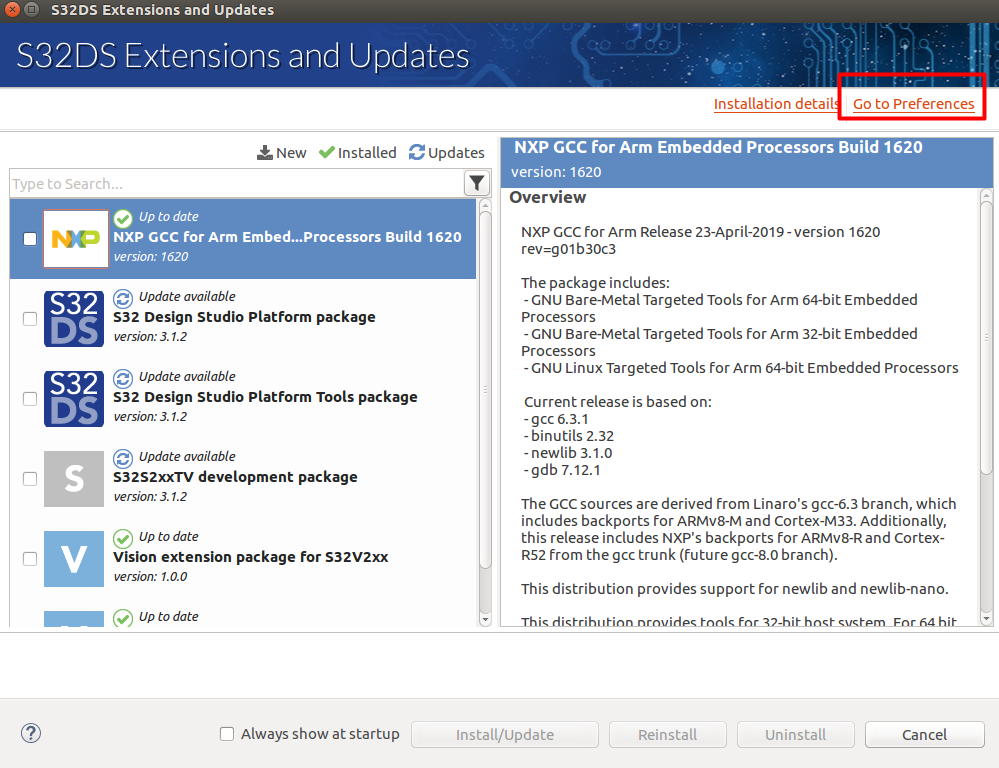 S32DS Extensions and Updates
S32DS Extensions and Updates
Installation details Go to Preferences
New Installed Updates
Type to Search...
NXP
Up to date
NXP GCC for Arm Embed...Processors Build 1620
version: 1620
S32
DS
Update available
S32 Design Studio Platform package
version: 3.1.2
S32
DS
Update available
S32 Design Studio Platform Tools package
version: 3.1.2
S
Update available
S32S2xxTV development package
version: 3.1.2
V
Up to date
Vision extension package for S32V2xx
version: 1.0.0
Up to date
NXP GCC for Arm Embedded Processors Build 1620
version: 1620
Overview
NXP GCC for Arm Release 23-April-2019 - version 1620
rev=g01b30c3
The package includes:
- GNU Bare-Metal Targeted Tools for Arm 64-bit Embedded
Processors
- GNU Bare-Metal Targeted Tools for Arm 32-bit Embedded
Processors
- GNU Linux Targeted Tools for Arm 64-bit Embedded Processors
Current release is based on:
- gcc 6.3.1
- binutils 2.32
- newlib 3.1.0
- gdb 7.12.1
The GCC sources are derived from Linaro's gcc-6.3 branch, which
includes backports for ARMv8-M and Cortex-M33. Additionally,
this release includes NXP's backports for ARMv8-R and Cortex-
R52 from the gcc trunk (future gcc-8.0 branch).
This distribution provides support for newlib and newlib-nano.
This distribution provides tools for 32-bit host system. For 64 bit
? Always show at startup Install/Update Reinstall Uninstall Cancel